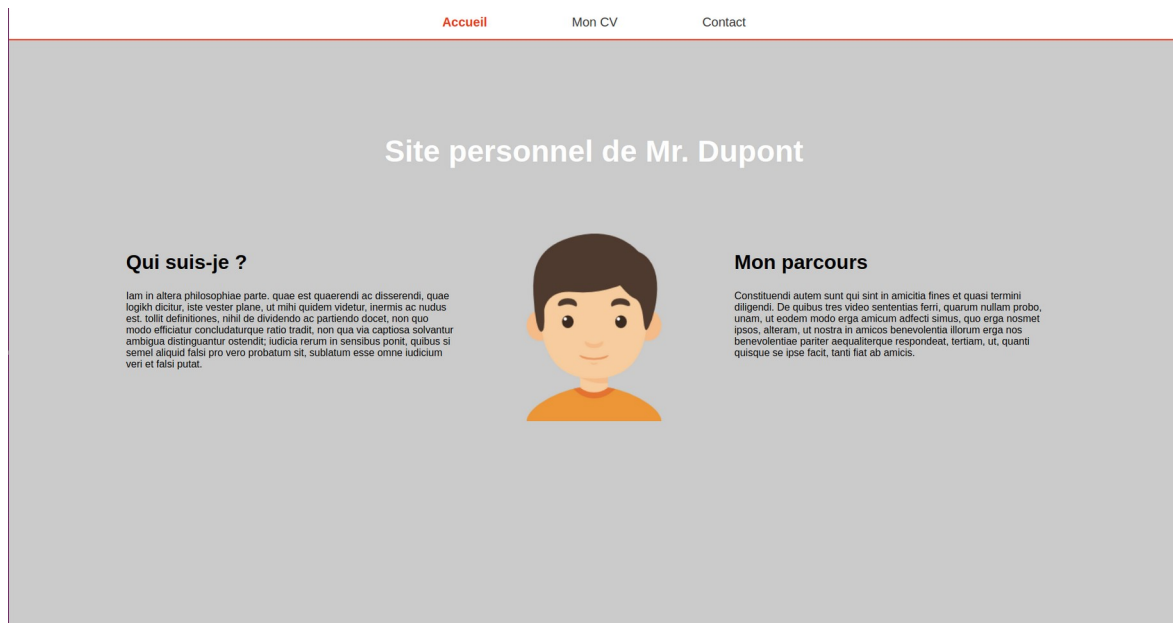 Accueil Mon CV Contact
Site personnel de Mr. Dupont
Qui suis-je ?
Iam in altera philosophiae parte. quae est quaerendi ac disserendi, quae
logikh dicitur, iste vester plane, ut mihi quidem videtur, inermis ac nudus
est. tollit definitiones, nihil de dividendo ac partiendo docet, non quo
modo efficiatur concludaturque ratio tradit, non qua via captiosa solvantur
ambigua distinguantur ostendit; iudicia rerum in sensibus ponit, quibus si
semel aliquid falsi pro vero probatum sit, sublatum esse omne iudicium
veri et falsi putat.
Mon parcours
Constituendi autem sunt qui sint in amicitia fines et quasi termini
diligendi. De quibus tres video sententias ferri, quarum nullam probo,
unam, ut eodem modo erga amicum adfecti simus, quo erga nosmet
ipsos, alteram, ut nostra in amicos benevolentia illorum erga nos
benevolentiae pariter aequaliterque respondeat, tertiam, ut, quanti
quisque se ipse facit, tanti fiat ab amicis.